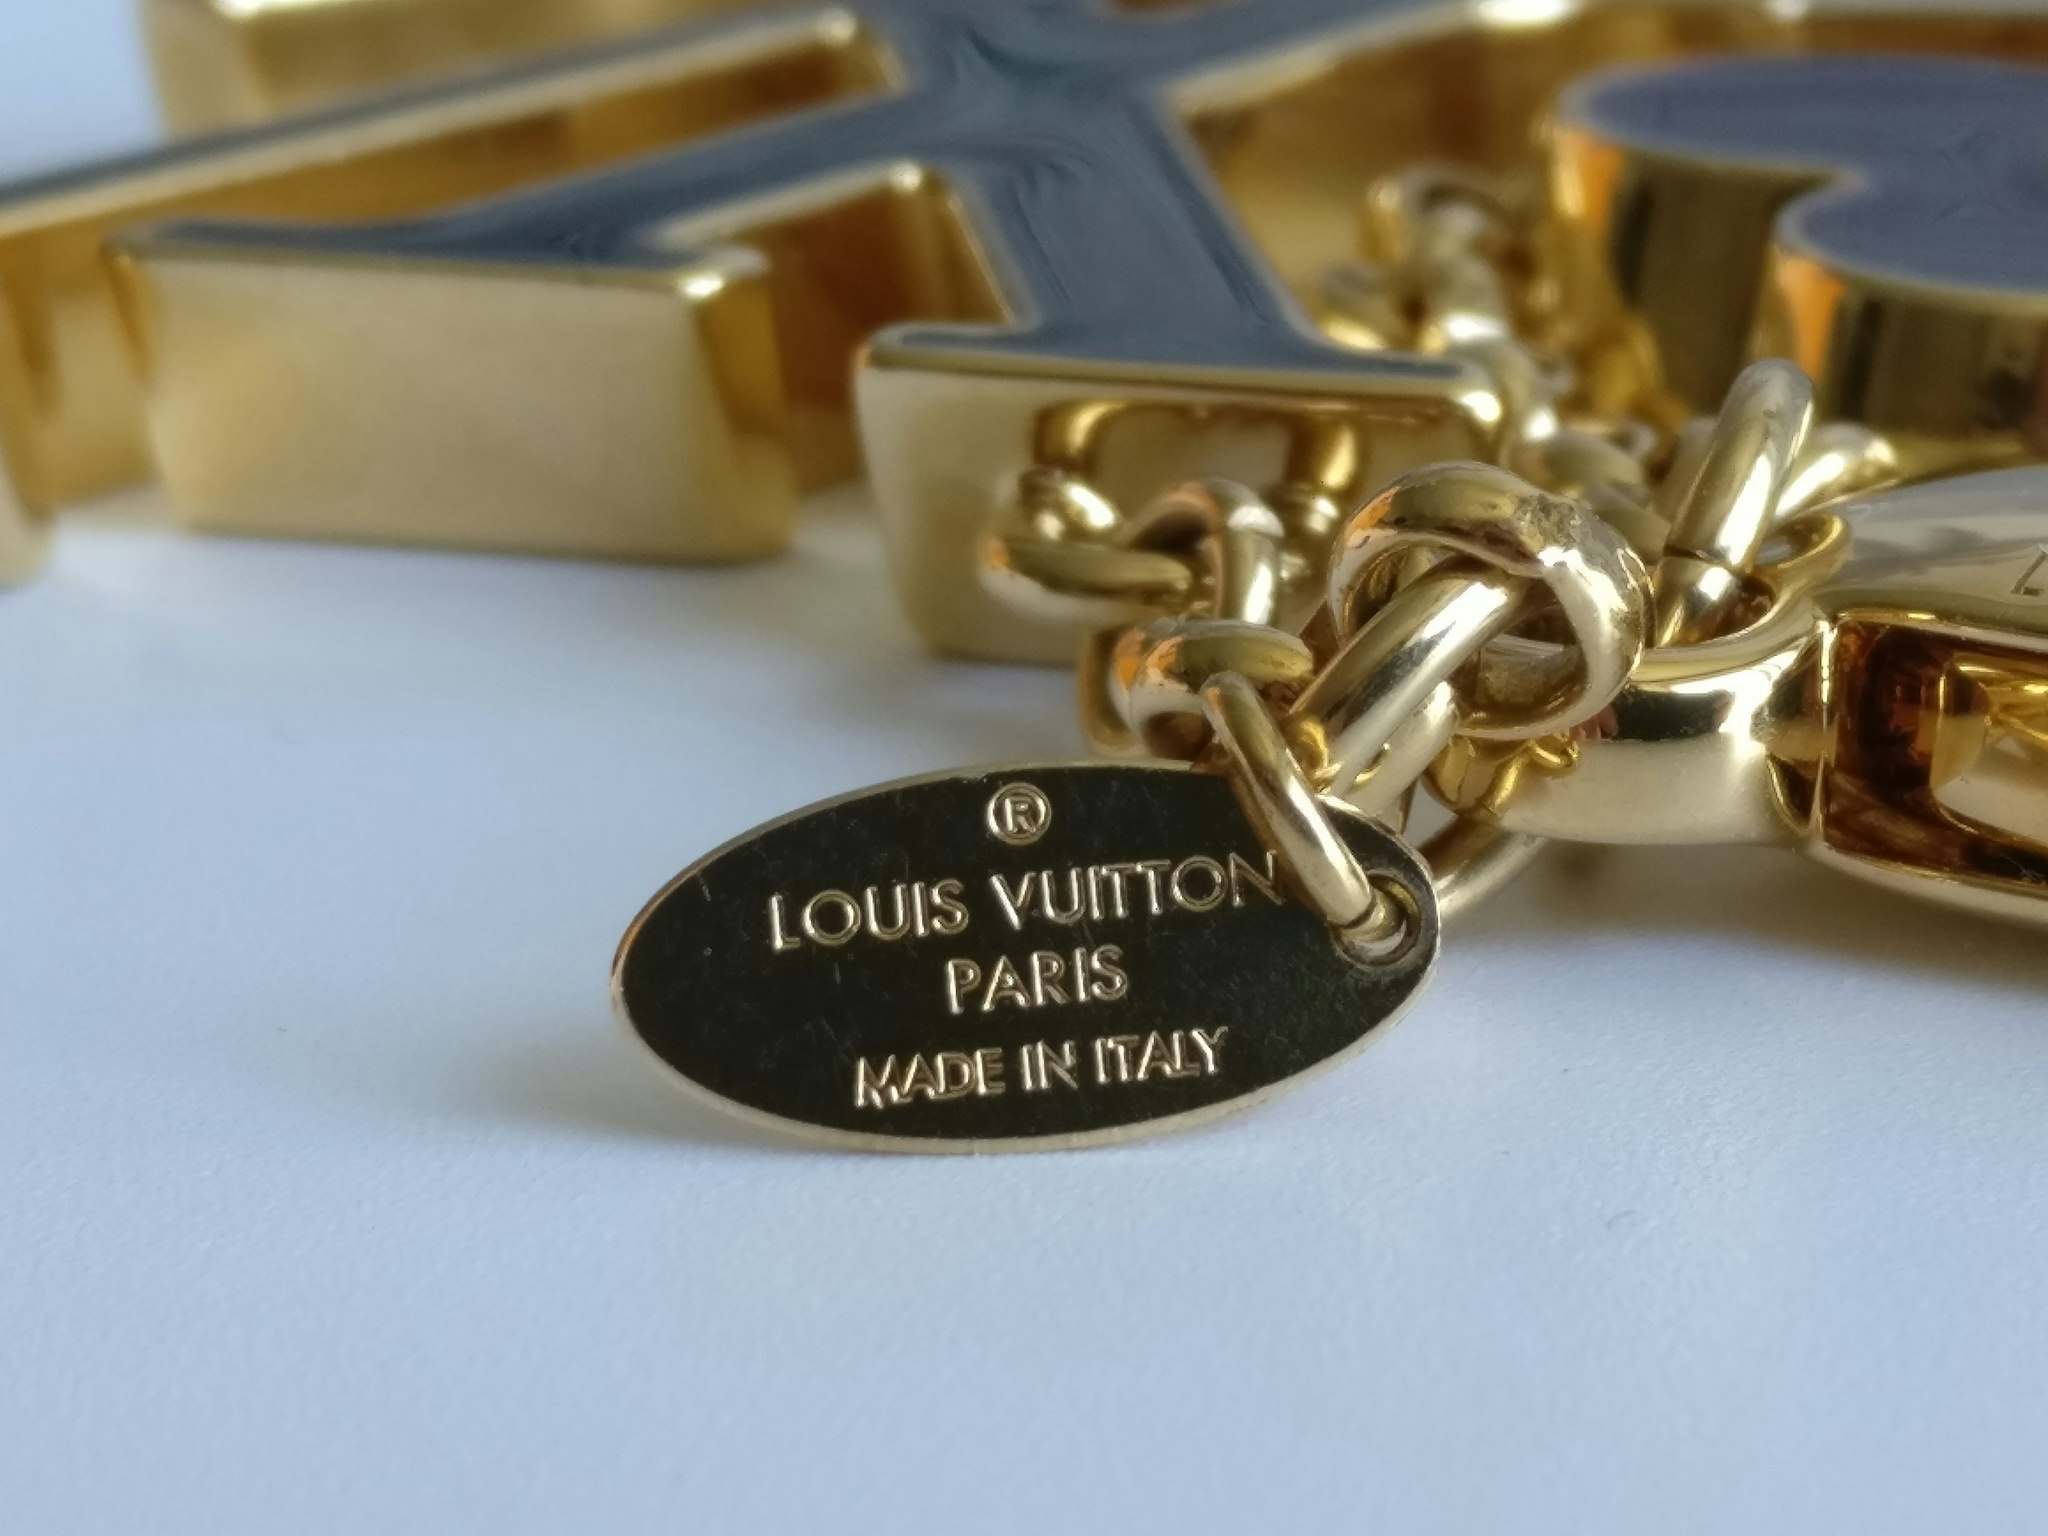 ®
LOUIS VUITTON
PARIS
MADE IN ITALY